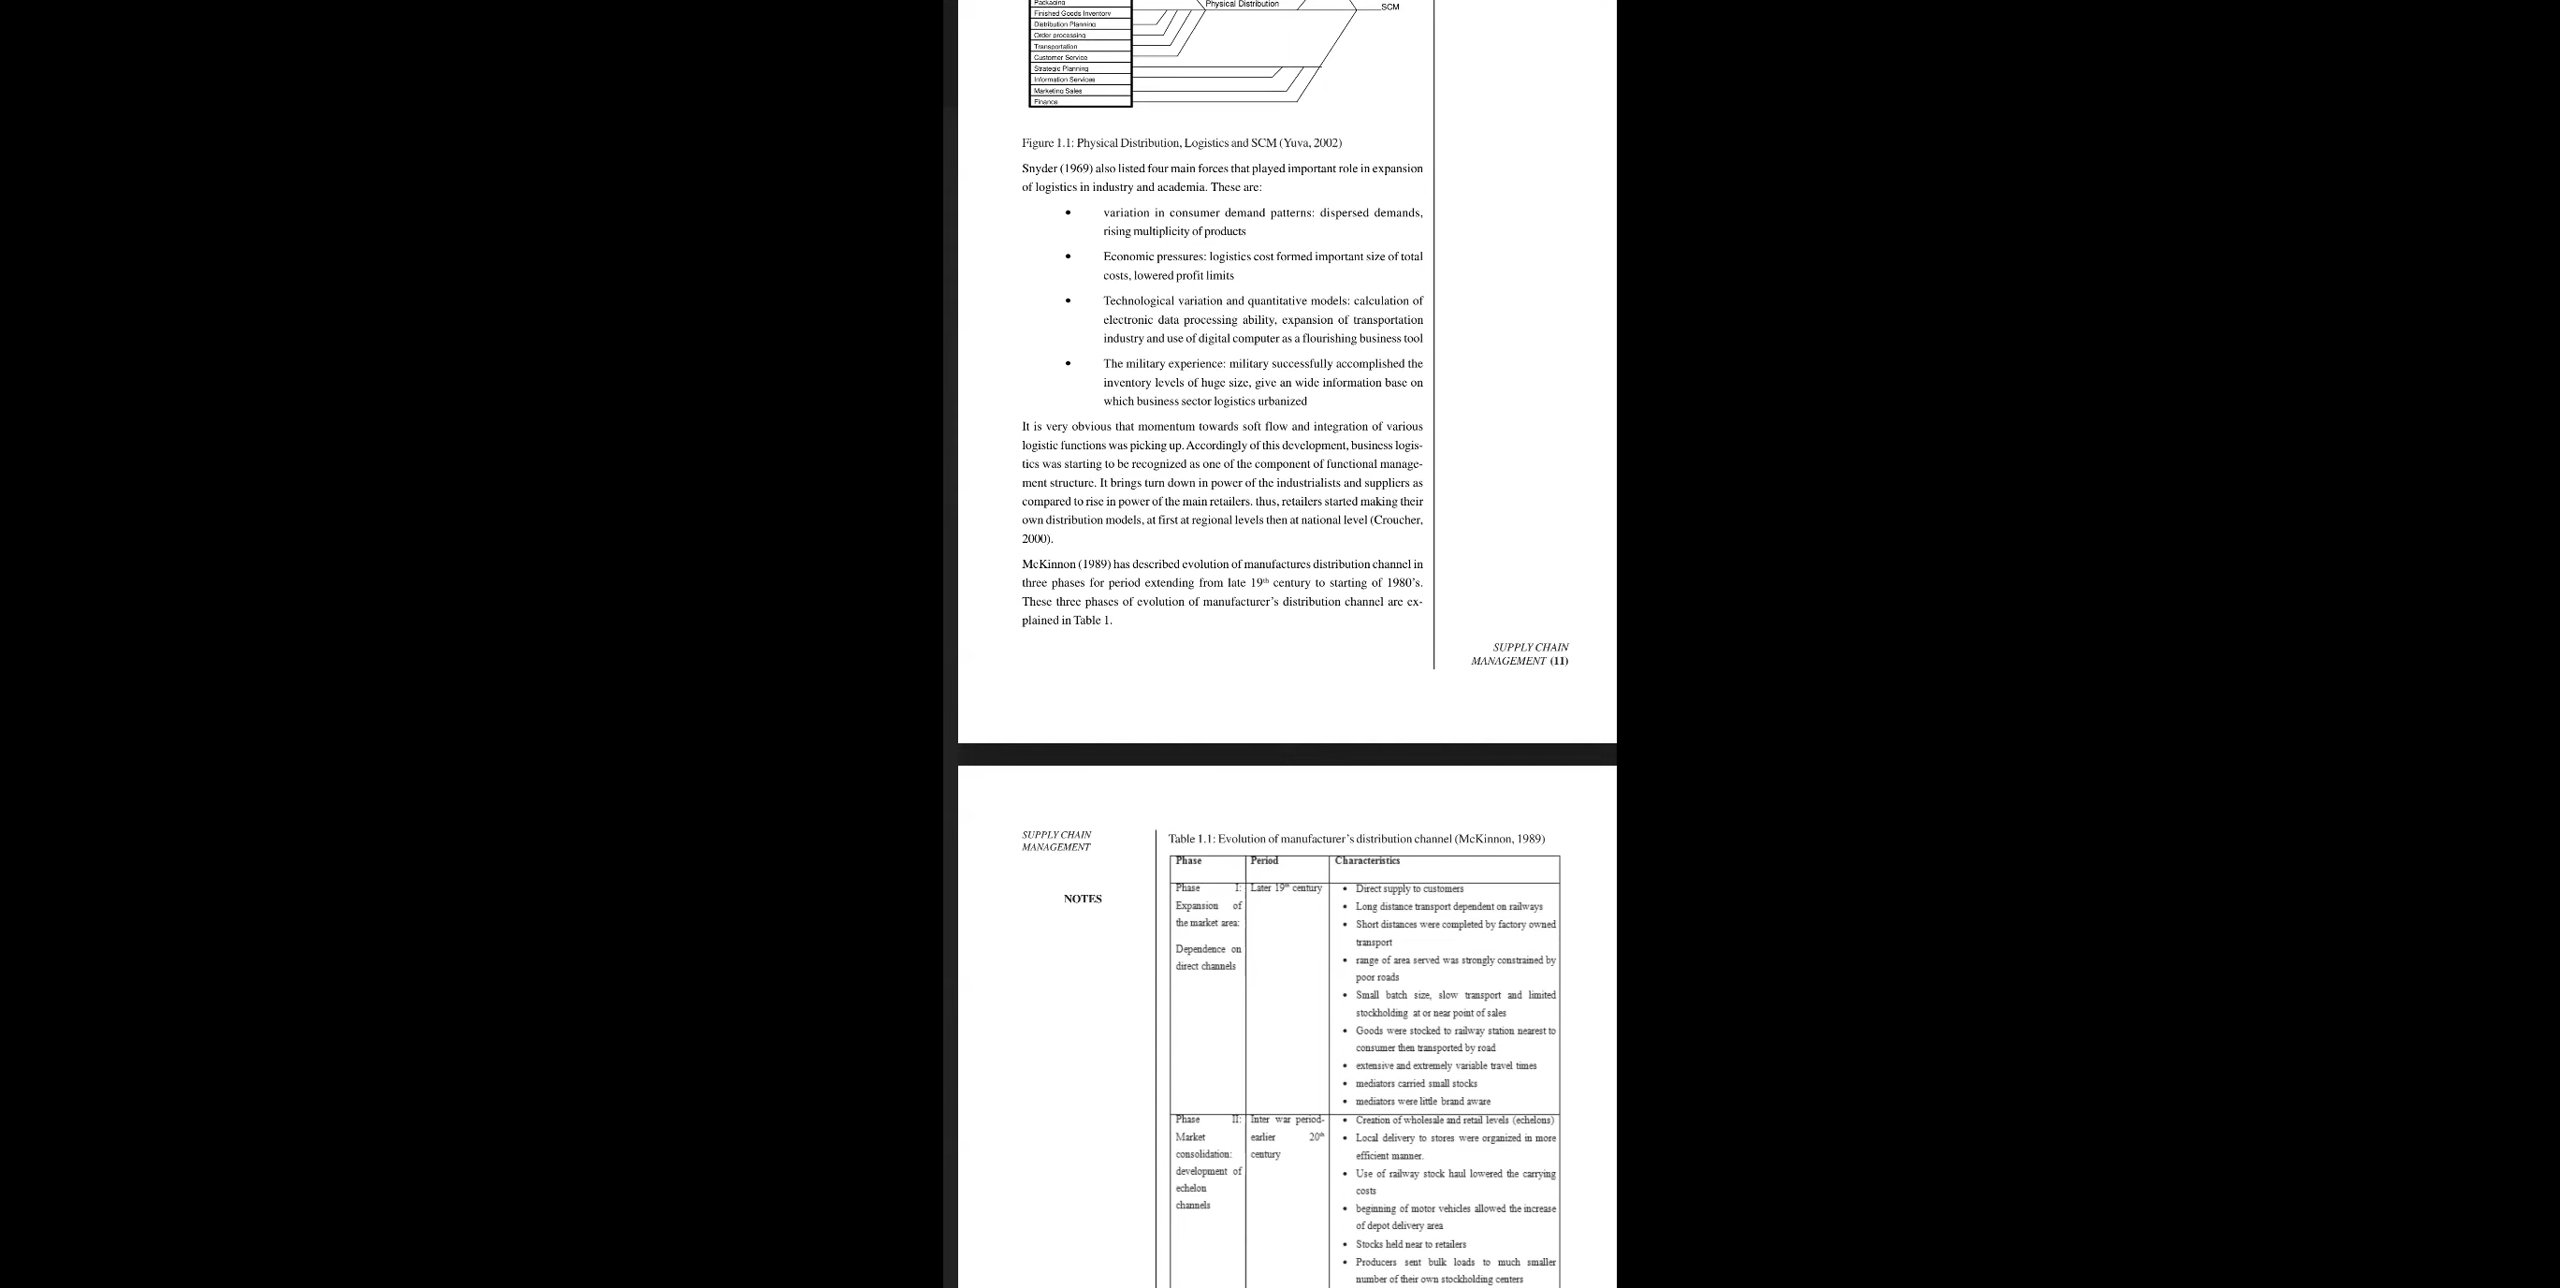 Packaging
Finished Goods Inventory
Distribution Planning
Order processing
Transportation
Customer Service
Strategic Planning
Information Services
Marketing Sales
Finance
Physical Distribution
SCM
Figure 1.1: Physical Distribution, Logistics and SCM (Yuva, 2002)
Snyder (1969) also listed four main forces that played important role in expansion
of logistics in industry and academia. These are:
• variation in consumer demand patterns: dispersed demands,
rising multiplicity of products
• Economic pressures: logistics cost formed important size of total
costs, lowered profit limits
• Technological variation and quantitative models: calculation of
electronic data processing ability, expansion of transportation
industry and use of digital computer as a flourishing business tool
• The military experience: military successfully accomplished the
inventory levels of huge size, give an wide information base on
which business sector logistics urbanized
It is very obvious that momentum towards soft flow and integration of various
logistic functions was picking up. Accordingly of this development, business logis-
tics was starting to be recognized as one of the component of functional manage-
ment structure. It brings turn down in power of the industrialists and suppliers as
compared to rise in power of the main retailers. thus, retailers started making their
own distribution models, at first at regional levels then at national level (Croucher,
2000).
McKinnon (1989) has described evolution of manufactures distribution channel in
three phases for period extending from late 19th century to starting of 1980's.
These three phases of evolution of manufacturer's distribution channel are ex-
plained in Table 1.
SUPPLY CHAIN
MANAGEMENT (11)
SUPPLY CHAIN
MANAGEMENT
NOTES
Table 1.1: Evolution of manufacturer's distribution channel (McKinnon, 1989)
Phase Period Characteristics
Phase I:
Expansion of
the market area:
Dependence on
direct channels
Later 19th century
• Direct supply to customers
• Long distance transport dependent on railways
• Short distances were completed by factory owned
transport
• range of area served was strongly constrained by
poor roads
• Small batch size, slow transport and limited
stockholding at or near point of sales
• Goods were stocked to railway station nearest to
consumer then transported by road
• extensive and extremely variable travel times
• mediators carried small stocks
• mediators were little brand aware
Phase II:
Market
consolidation:
development of
echelon
channels
Inter war period-
earlier 20th
century
• Creation of wholesale and retail levels (echelons)
• Local delivery to stores were organized in more
efficient manner.
• Use of railway stock haul lowered the carrying
costs
• beginning of motor vehicles allowed the increase
of depot delivery area
• Stocks held near to retailers
• Producers sent bulk loads to much smaller
number of their own stockholding centers